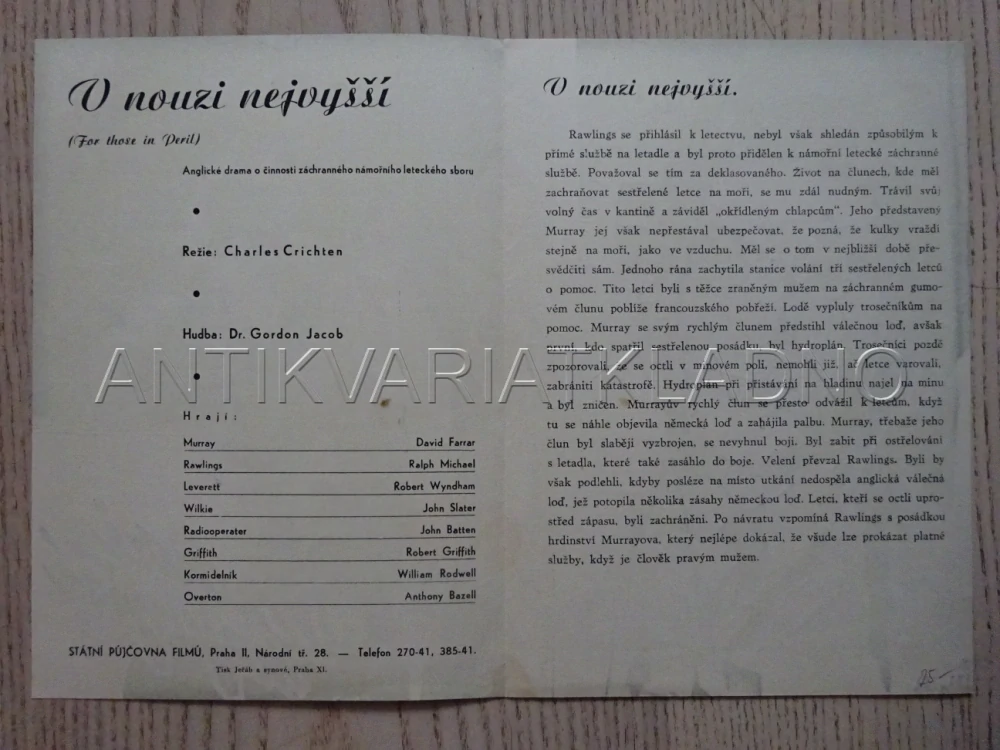 V nouzi nejvyšší
(For those in Peril)
Anglické drama o činnosti záchranného námořního leteckého sboru
Režie: Charles Crichten
Hudba: Dr. Gordon Jacob
Hrají:
Murray David Farrar
Rawlings Ralph Michael
Leverett Robert Wyndham
Wilkie John Slater
Radiooperater John Batten
Griffith Robert Griffith
Kormidelník William Rodwell
Overton Anthony Bazell
STÁTNÍ PŮJČOVNA FILMŮ, Praha II, Národní tř. 28. — Telefon 270-41, 385-41.
Tisk Jeřáb a synové, Praha XI.
V nouzi nejvyšší.
Rawlings se přihlásil k letectvu, nebyl však shledán způsobilým k
přímé službě na letadle a byl proto přidělen k námořní letecké záchranné
službě. Považoval se tím za deklasovaného. Život na člunech, kde měl
zachraňovat sestřelené letce na moři, se mu zdál nudným. Trávil svůj
volný čas v kantině a záviděl „okřídleným chlapcům“. Jeho představený
Murray jej však nepřestával ubezpečovat, že pozná, že kulky vraždí
stejně na moři, jako ve vzduchu. Měl se o tom v nejbližší době pře-
svědčiti sám. Jednoho rána zachytila stanice volání tří sestřelených letců
o pomoc. Tito letci byli s těžce zraněným mužem na záchranném gumo-
vém člunu poblíže francouzského pobřeží. Lodě vypluly trosečníkům na
pomoc. Murray se svým rychlým člunem předstihl válečnou loď, avšak
první, kdo spatřil sestřelenou posádku, byl hydroplán. Trosečníci pozdě
zpozorovali, že se octli v minovém poli, nemohli již, ač letce varovali,
zabrániti katastrofě. Hydroplan při přistávání na hladinu najel na minu
a byl zničen. Murrayův rychlý člun se přesto odvážil k letcům, když
tu se náhle objevila německá loď a zahájila palbu. Murray, třebaže jeho
člun byl slaběji vyzbrojen, se nevyhnul boji. Byl zabit při ostřelování
s letadla, které také zasáhlo do boje. Velení převzal Rawlings. Byli by
však podlehli, kdyby posléze na místo utkání nedospěla anglická válečná
loď, jež potopila několika zásahy německou loď. Letci, kteří se octli upro-
střed zápasu, byli zachráněni. Po návratu vzpomíná Rawlings s posádkou
hrdinství Murrayova, který nejlépe dokázal, že všude lze prokázat platné
služby, když je člověk pravým mužem.
ANTIKVARIATKLADNO
25-